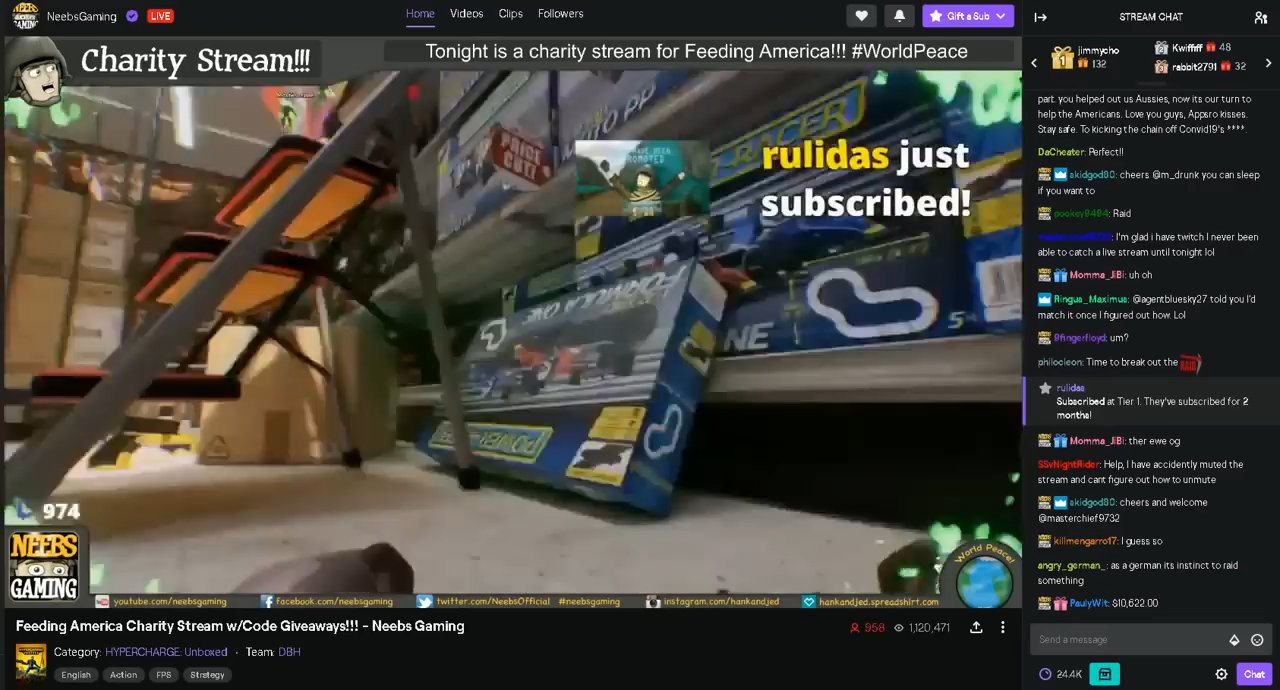 NeebsGaming LIVE
Home Videos Clips Followers
Gift a Sub
STREAM CHAT
Charity Stream!!!
Tonight is a charity stream for Feeding America!!! #WorldPeace
rulidas just
subscribed!
PROMOTED
RACER
NE
974
NEEBS
GAMING
World Peace!
youtube.com/neebsgaming
facebook.com/neebsgaming
twitter.com/NeebsOfficial #neebsgaming
instagram.com/hankandjed
hankandjed.spreadshirt.com
Feeding America Charity Stream w/Code Giveaways!!! - Neebs Gaming
958 1,120,471
Category: HYPERCHARGE: Unboxed · Team: DBH
English Action FPS Strategy
1 jimmycho
132
Kwiffiff 48
rabbit2791 32
part. you helped out us Aussies, now its our turn to
help the Americans. Love you guys, Appsro kisses.
Stay safe. To kicking the chain off Convid19's ****.
DaCheater: Perfect!!
skidgod80: cheers @m_drunk you can sleep
if you want to
pookey9494: Raid
I'm glad i have twitch I never been
able to catch a live stream until tonight lol
Momma_JiBi: uh oh
Ringus_Maximus: @agentbluesky27 told you I'd
match it once I figured out how. Lol
9fingerfloyd: um?
philocleon: Time to break out the
rulidas
Subscribed at Tier 1. They've subscribed for 2
months!
Momma_JiBi: ther ewe og
SSvNightRider: Help, I have accidently muted the
stream and cant figure out how to unmute
skidgod80: cheers and welcome
@masterchief9732
killmengarro17: I guess so
angry_german_: as a german its instinct to raid
something
PaulyWit: $10,622.00
Send a message
24.4K
Chat